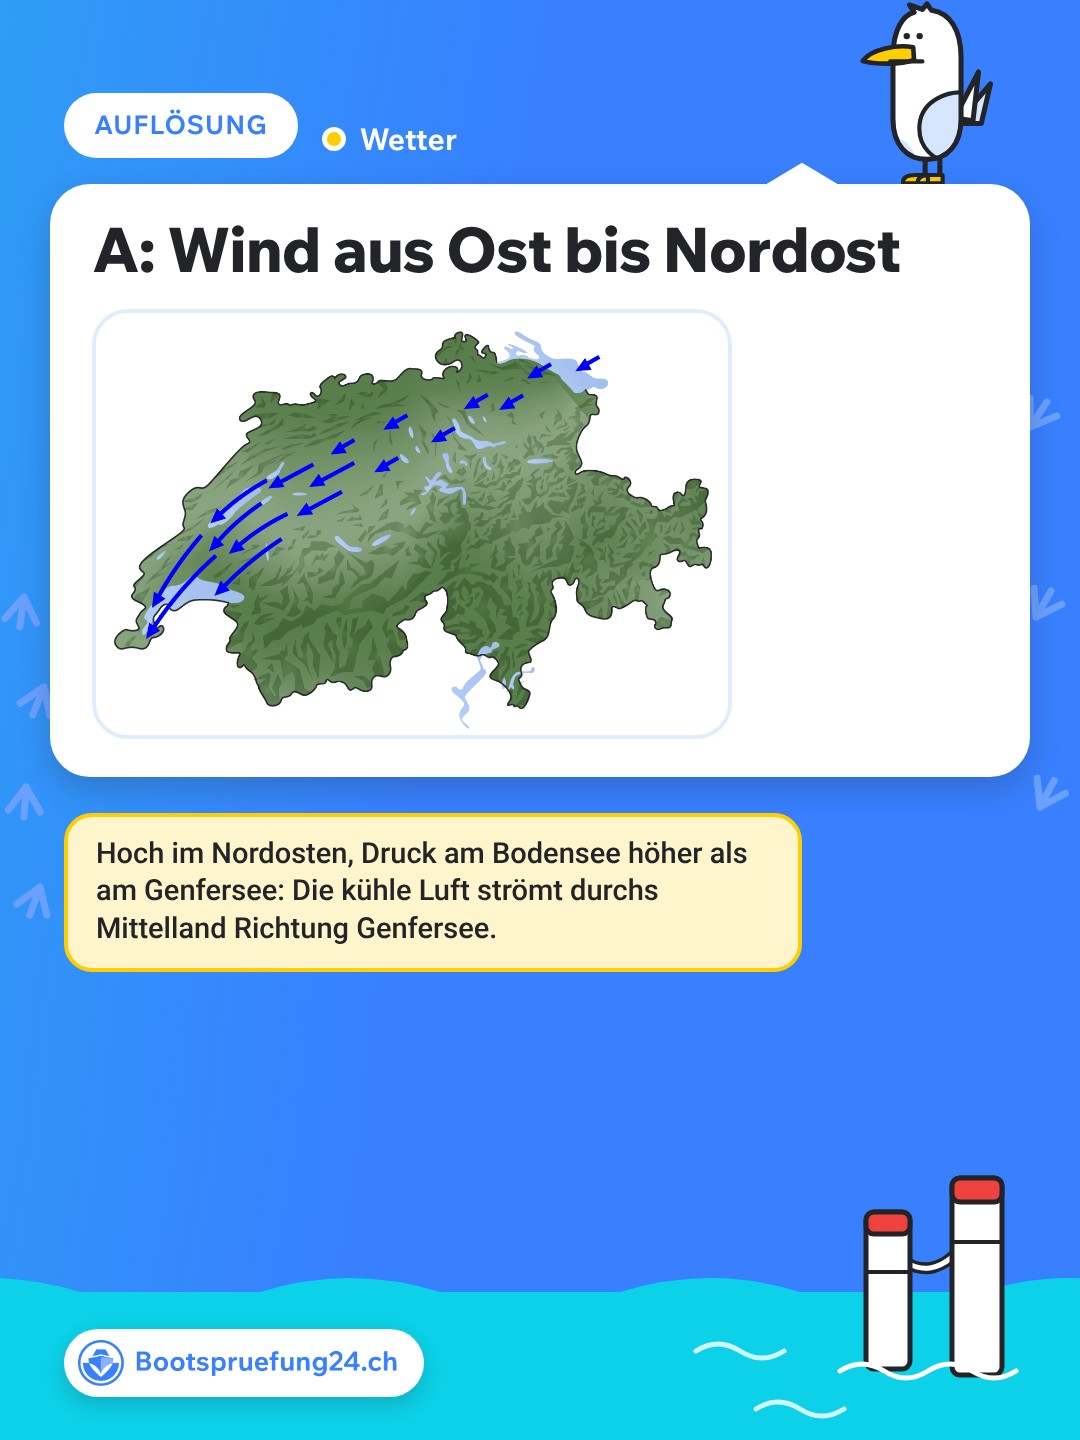 AUFLÖSUNG
Wetter
A: Wind aus Ost bis Nordost
Hoch im Nordosten, Druck am Bodensee höher als
am Genfersee: Die kühle Luft strömt durchs
Mittelland Richtung Genfersee.
Bootspruefung24.ch